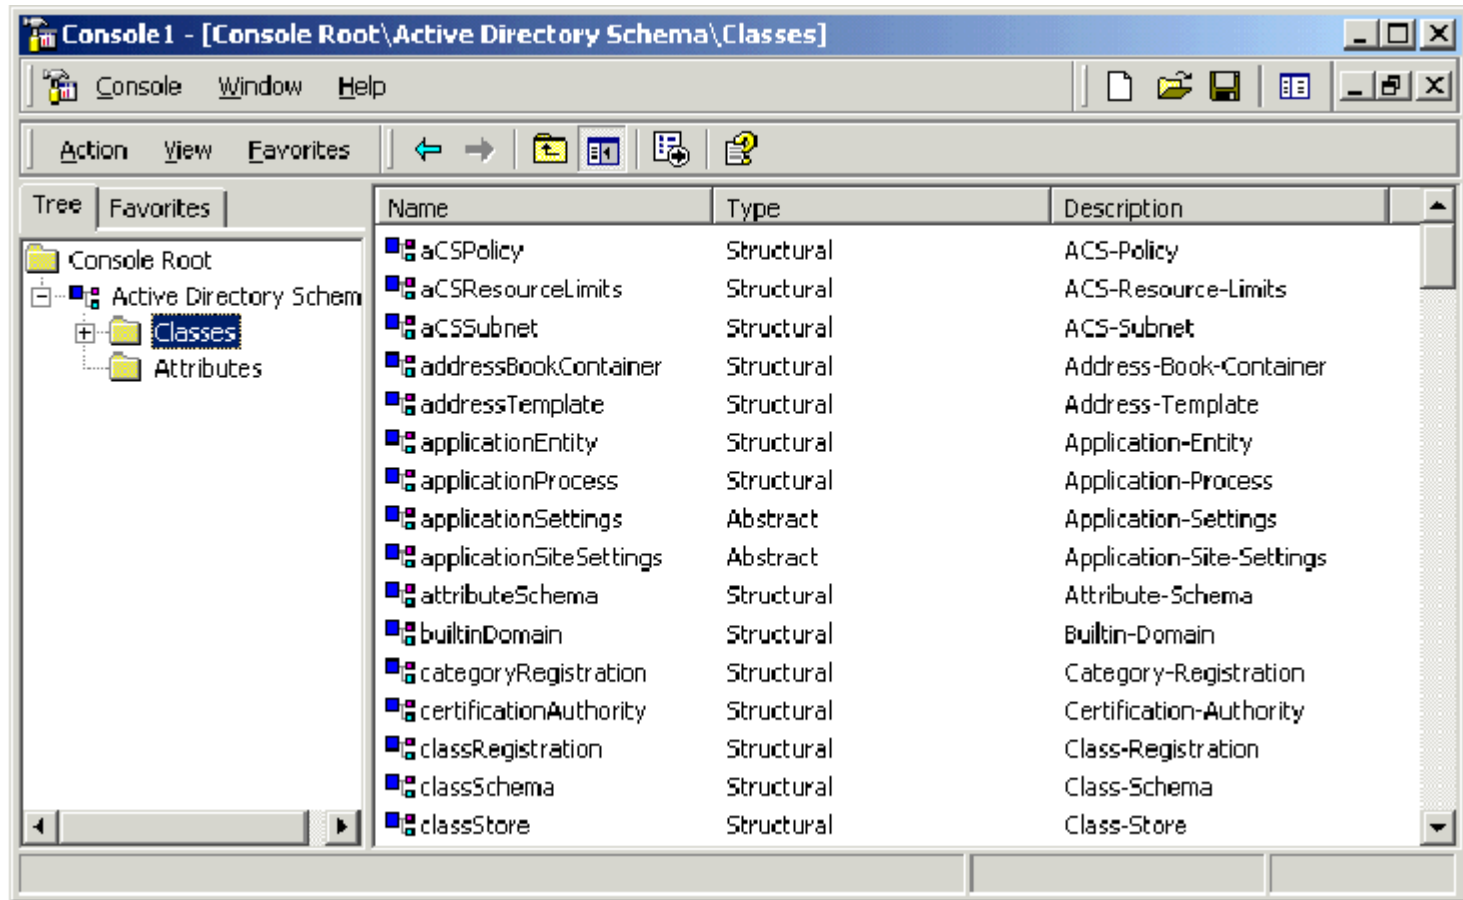 Console1 - [Console Root\Active Directory Schema\Classes]
Console Window Help
Action View Favorites
Tree Favorites
Console Root
Active Directory Schem
Classes
Attributes
Name Type Description
aCSPolicy Structural ACS-Policy
aCSResourceLimits Structural ACS-Resource-Limits
aCSSubnet Structural ACS-Subnet
addressBookContainer Structural Address-Book-Container
addressTemplate Structural Address-Template
applicationEntity Structural Application-Entity
applicationProcess Structural Application-Process
applicationSettings Abstract Application-Settings
applicationSiteSettings Abstract Application-Site-Settings
attributeSchema Structural Attribute-Schema
builtinDomain Structural Builtin-Domain
categoryRegistration Structural Category-Registration
certificationAuthority Structural Certification-Authority
classRegistration Structural Class-Registration
classSchema Structural Class-Schema
classStore Structural Class-Store